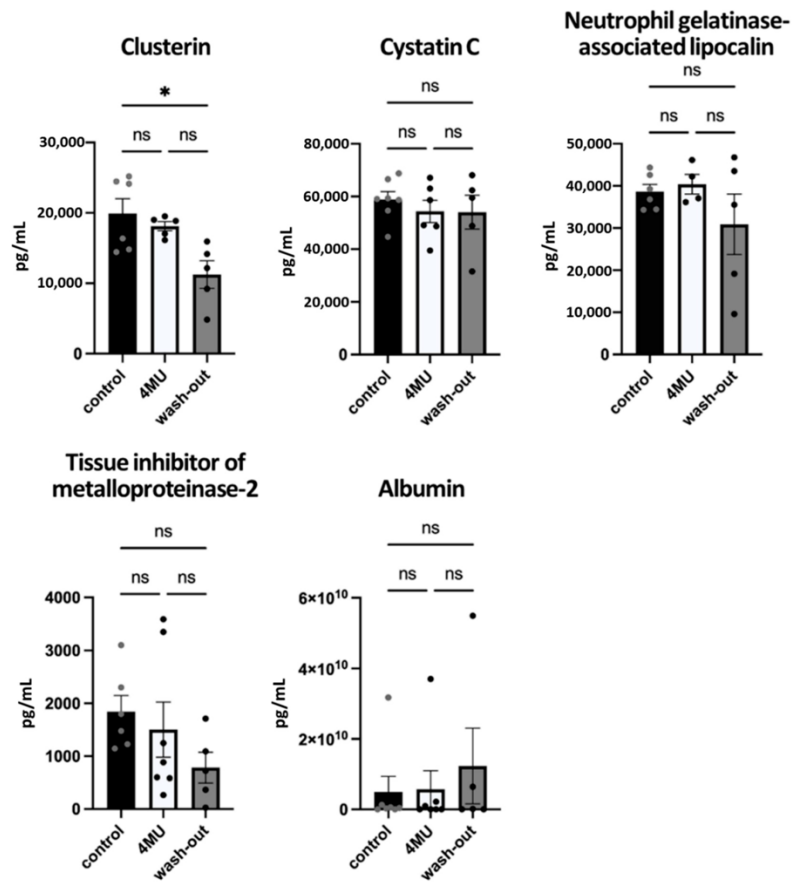 Clusterin
*
ns ns
30,000
20,000
10,000
0
pg/mL
control
4MU
wash-out
Cystatin C
ns
ns ns
80,000
60,000
40,000
20,000
0
pg/mL
control
4MU
wash-out
Neutrophil gelatinase-
associated lipocalin
ns
ns ns
50,000
40,000
30,000
20,000
10,000
0
pg/mL
control
4MU
wash-out
Tissue inhibitor of
metalloproteinase-2
ns
ns ns
4000
3000
2000
1000
0
pg/mL
control
4MU
wash-out
Albumin
ns
ns ns
6×10¹⁰
4×10¹⁰
2×10¹⁰
0
pg/mL
control
4MU
wash-out